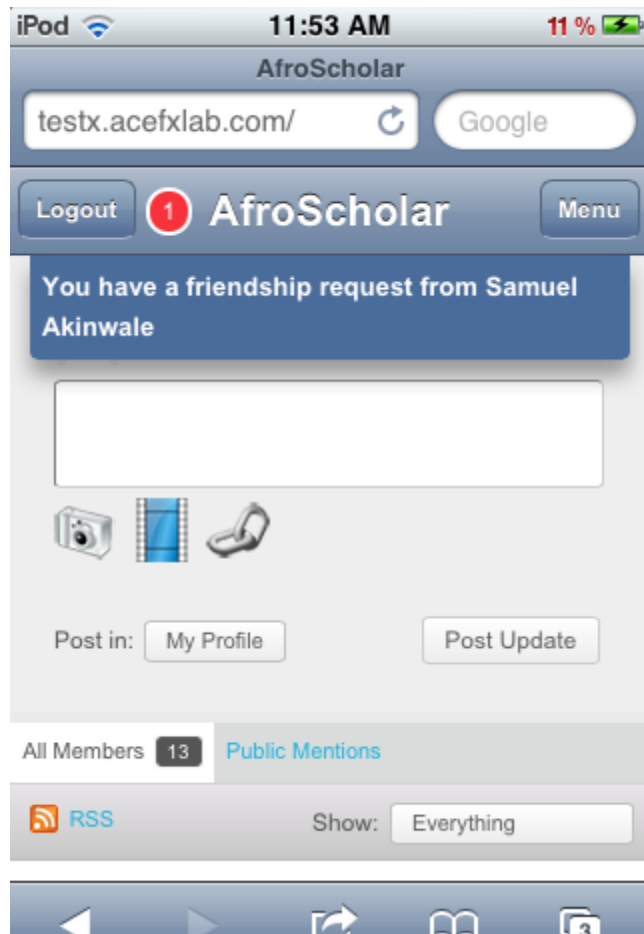 iPod 11:53 AM 11 %
AfroScholar
testx.acefxlab.com/ Google
Logout 1 AfroScholar Menu
You have a friendship request from Samuel
Akinwale
Post in: My Profile Post Update
All Members 13 Public Mentions
RSS Show: Everything
3